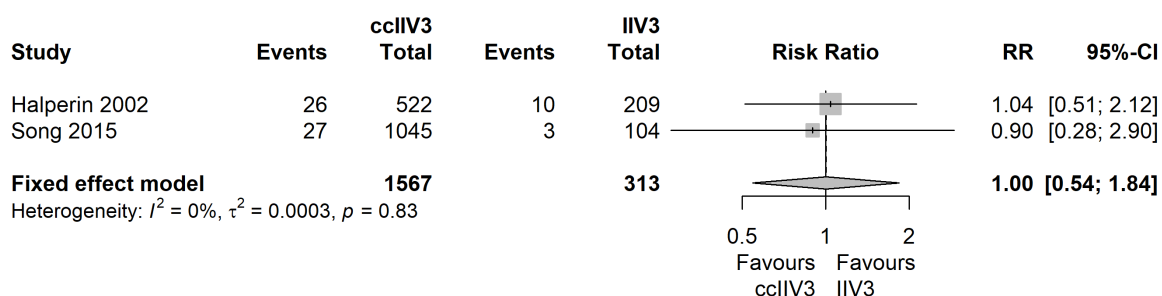 ccIIV3 IIV3
Study Events Total Events Total Risk Ratio RR 95%-CI
Halperin 2002 26 522 10 209 1.04 [0.51; 2.12]
Song 2015 27 1045 3 104 0.90 [0.28; 2.90]
Fixed effect model 1567 313 1.00 [0.54; 1.84]
Heterogeneity: I² = 0%, τ² = 0.0003, p = 0.83
0.5 1 2
Favours Favours
ccIIV3 IIV3